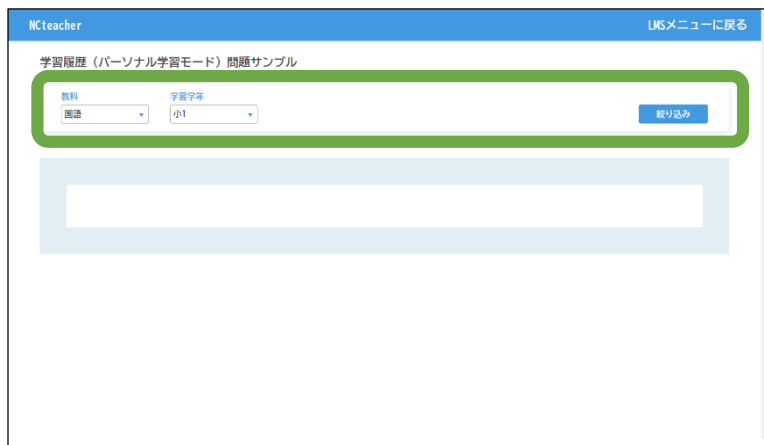 NCteacher LMSメニューに戻る
学習履歴（パーソナル学習モード）問題サンプル
教科 学習学年
国語 小1 絞り込み